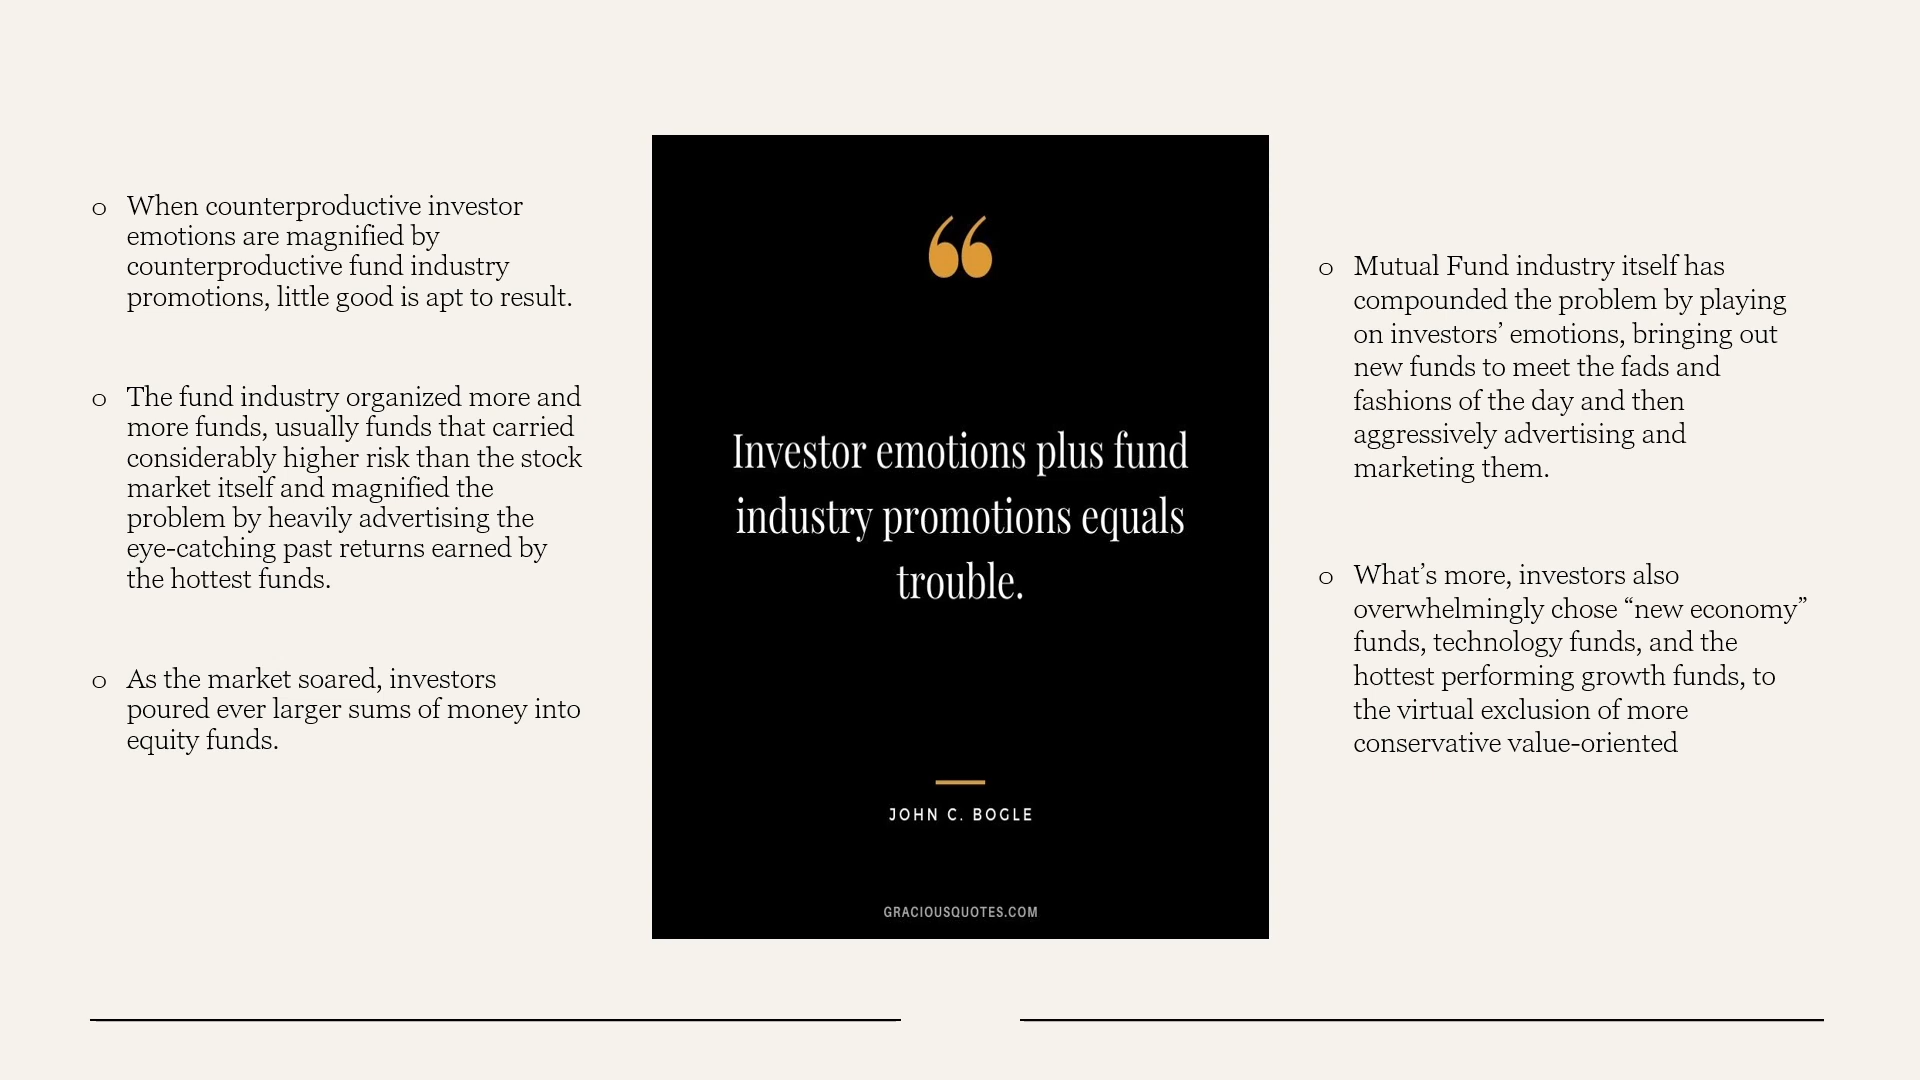 o When counterproductive investor
emotions are magnified by
counterproductive fund industry
promotions, little good is apt to result.
o The fund industry organized more and
more funds, usually funds that carried
considerably higher risk than the stock
market itself and magnified the
problem by heavily advertising the
eye-catching past returns earned by
the hottest funds.
o As the market soared, investors
poured ever larger sums of money into
equity funds.
“
Investor emotions plus fund
industry promotions equals
trouble.
JOHN C. BOGLE
GRACIOUSQUOTES.COM
o Mutual Fund industry itself has
compounded the problem by playing
on investors’ emotions, bringing out
new funds to meet the fads and
fashions of the day and then
aggressively advertising and
marketing them.
o What’s more, investors also
overwhelmingly chose “new economy”
funds, technology funds, and the
hottest performing growth funds, to
the virtual exclusion of more
conservative value-oriented